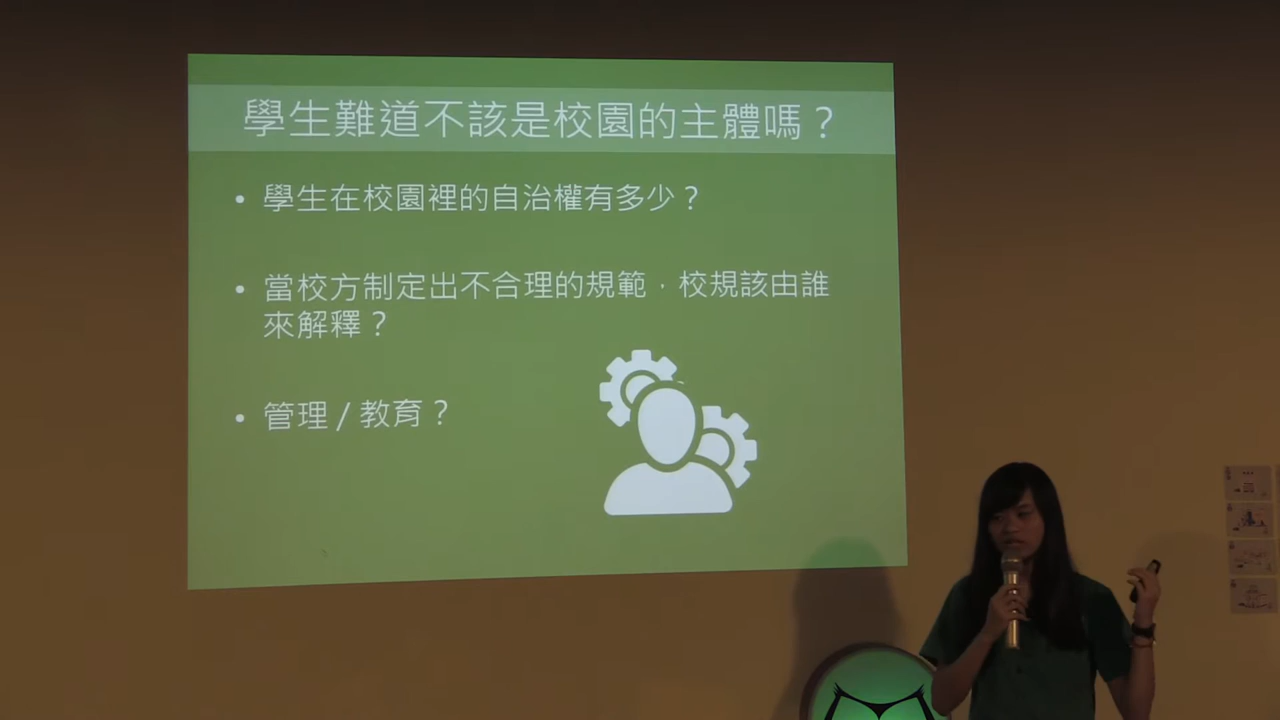 學生難道不該是校園的主體嗎？
• 學生在校園裡的自治權有多少？
• 當校方制定出不合理的規範，校規該由誰
來解釋？
• 管理 / 教育？